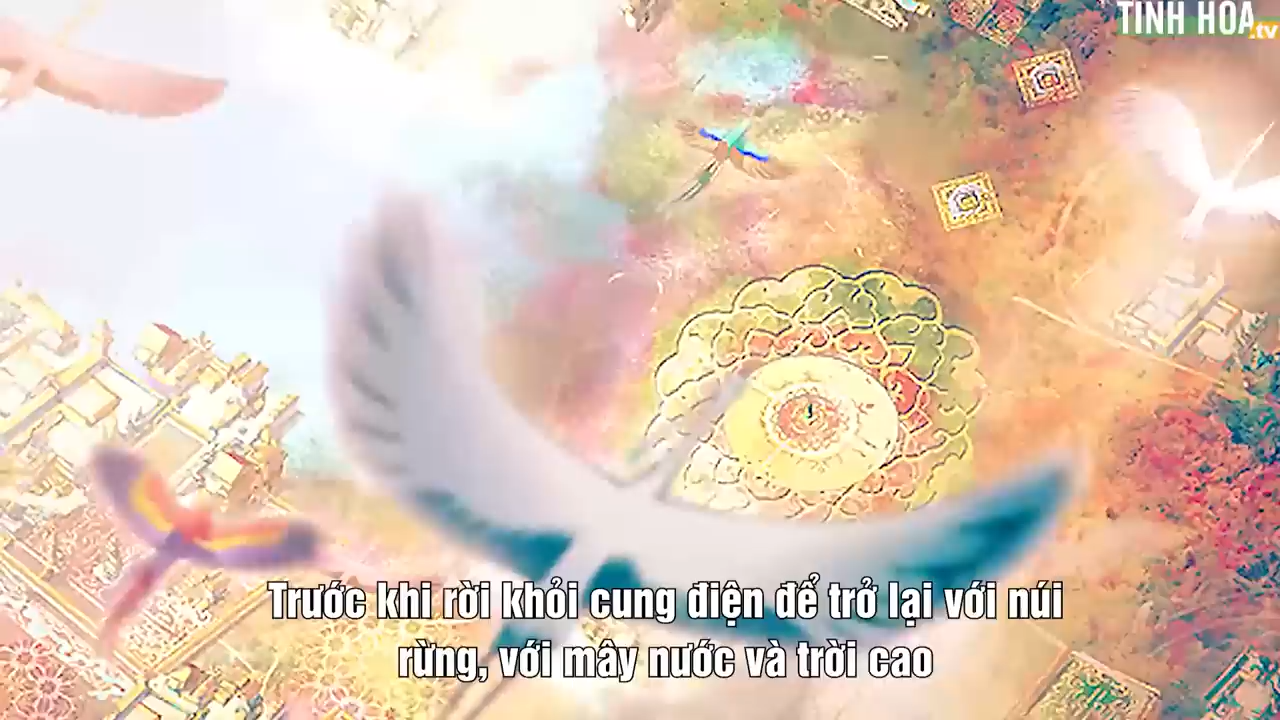 TINH HOA.tv
Trước khi rời khỏi cung điện để trở lại với núi
rừng, với mây nước và trời cao